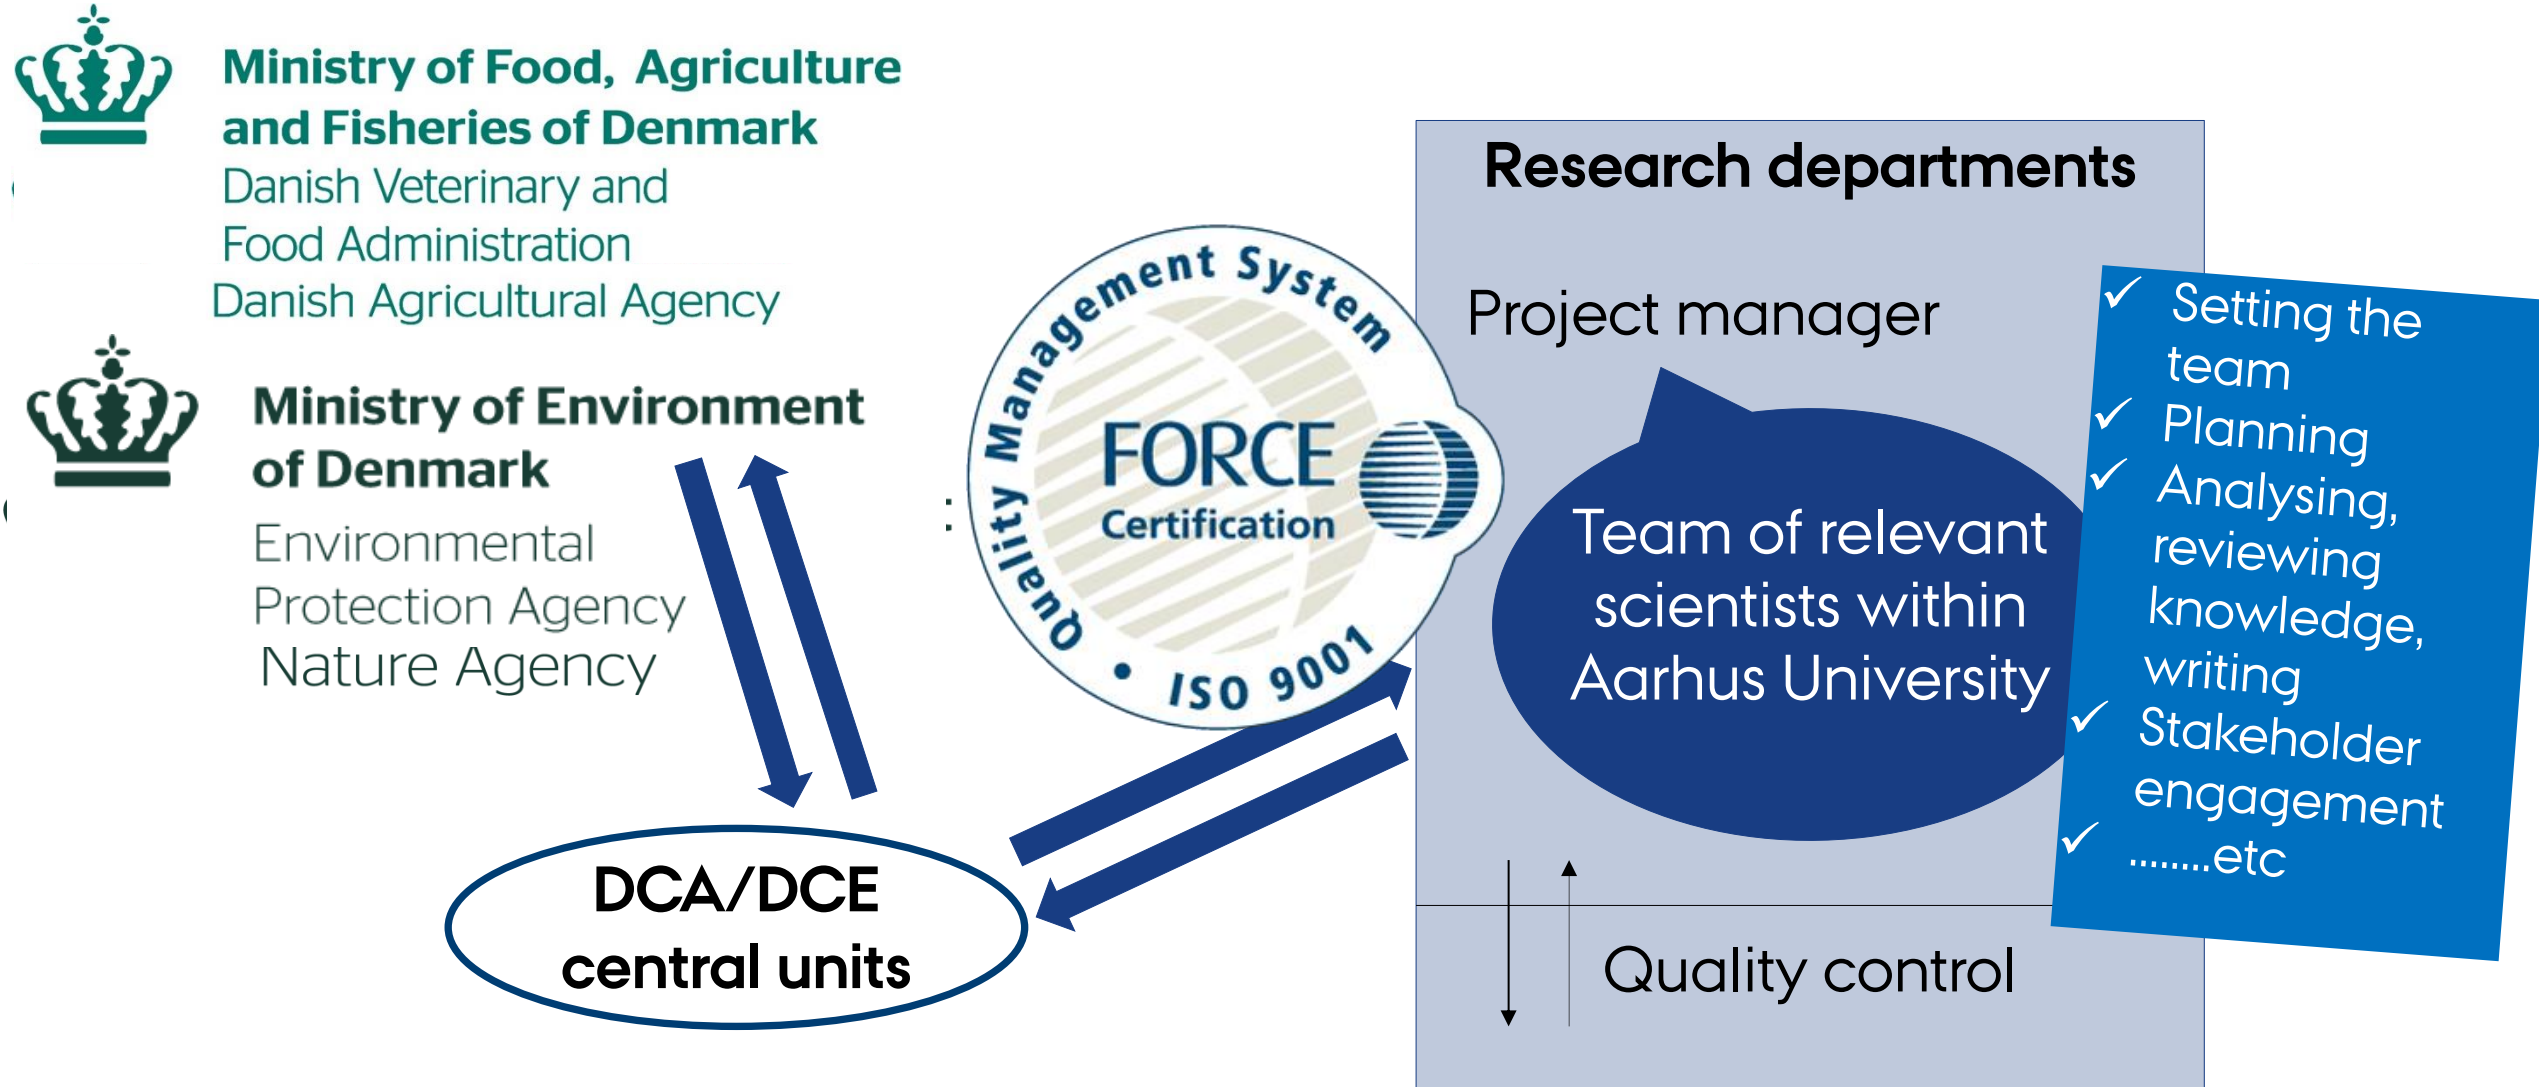 Ministry of Food, Agriculture
and Fisheries of Denmark
Danish Veterinary and
Food Administration
Danish Agricultural Agency
Ministry of Environment
of Denmark
Environmental
Protection Agency
Nature Agency
Quality Management System • ISO 9001 •
FORCE
Certification
DCA/DCE
central units
Research departments
Project manager
Team of relevant
scientists within
Aarhus University
Quality control
✓ Setting the
team
✓ Planning
✓ Analysing,
reviewing
knowledge,
writing
✓ Stakeholder
engagement
✓ ........etc